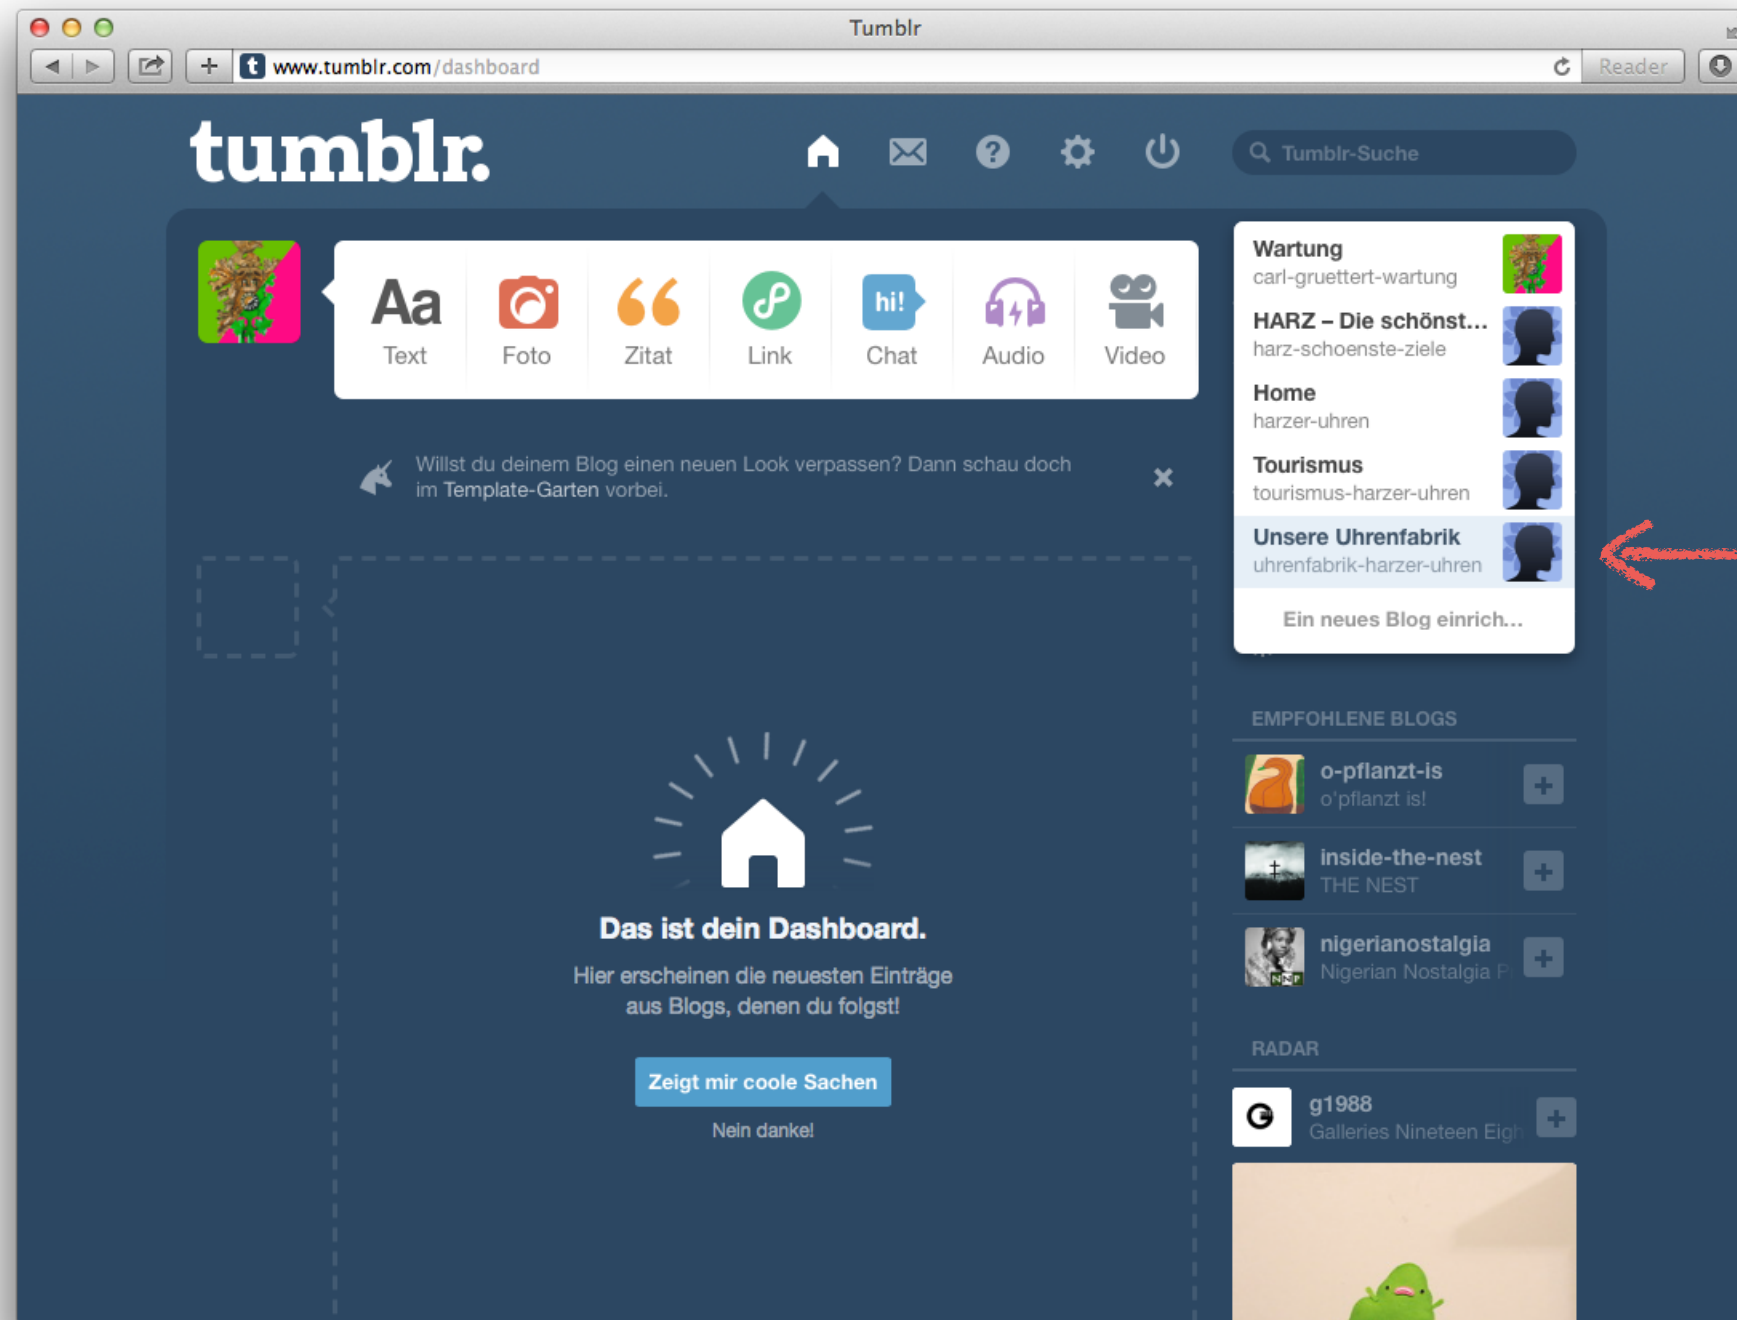 Tumblr
www.tumblr.com/dashboard
Reader
tumblr.
Tumblr-Suche
Aa
hi!
Text
Foto
Zitat
Link
Chat
Audio
Video
Wartung
carl-gruettert-wartung
HARZ – Die schönst...
harz-schoenste-ziele
Home
harzer-uhren
Tourismus
tourismus-harzer-uhren
Unsere Uhrenfabrik
uhrenfabrik-harzer-uhren
Ein neues Blog einrich...
Willst du deinem Blog einen neuen Look verpassen? Dann schau doch
im Template-Garten vorbei.
Das ist dein Dashboard.
Hier erscheinen die neuesten Einträge
aus Blogs, denen du folgst!
Zeigt mir coole Sachen
Nein danke!
EMPFOHLENE BLOGS
o-pflanzt-is
o'pflanzt is!
inside-the-nest
THE NEST
nigerianostalgia
Nigerian Nostalgia P
RADAR
g1988
Galleries Nineteen Eigh